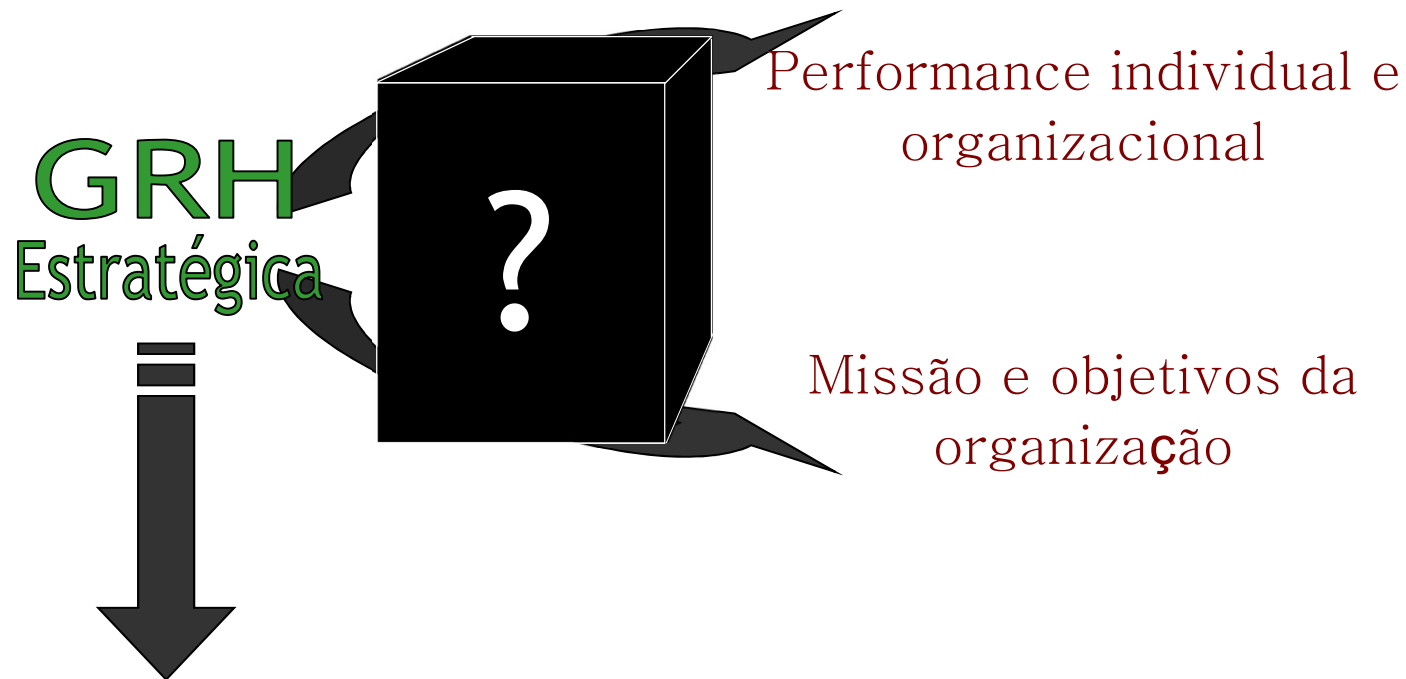 GRH
Estratégica
?
Performance individual e
organizacional
Missão e objetivos da
organização